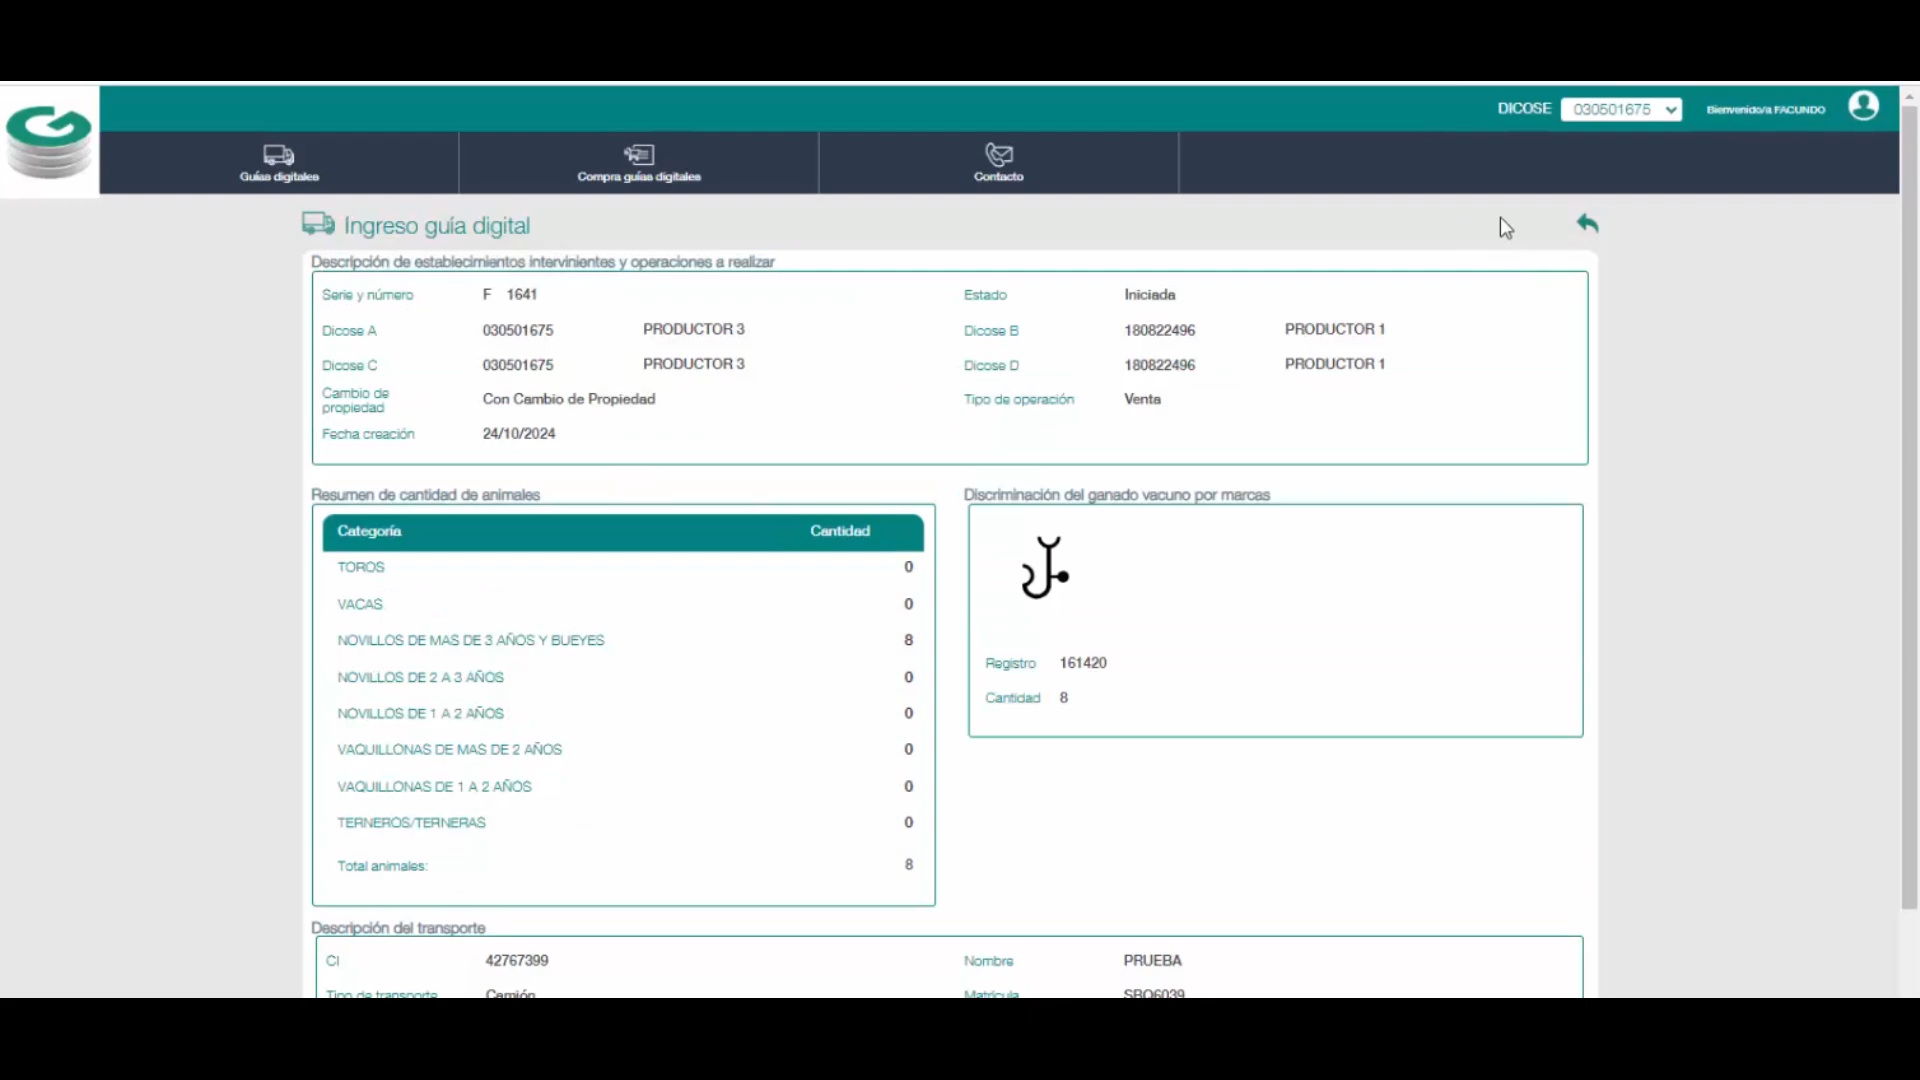 DICOSE 030501675 Bienvenido/a FACUNDO
Guías digitales Compra guías digitales Contacto
Ingreso guía digital
Descripción de establecimientos intervinientes y operaciones a realizar
Serie y número F 1641 Estado Iniciada
Dicose A 030501675 PRODUCTOR 3 Dicose B 180822496 PRODUCTOR 1
Dicose C 030501675 PRODUCTOR 3 Dicose D 180822496 PRODUCTOR 1
Cambio de propiedad Con Cambio de Propiedad Tipo de operación Venta
Fecha creación 24/10/2024
Resumen de cantidad de animales
Categoría Cantidad
TOROS 0
VACAS 0
NOVILLOS DE MAS DE 3 AÑOS Y BUEYES 8
NOVILLOS DE 2 A 3 AÑOS 0
NOVILLOS DE 1 A 2 AÑOS 0
VAQUILLONAS DE MAS DE 2 AÑOS 0
VAQUILLONAS DE 1 A 2 AÑOS 0
TERNEROS/TERNERAS 0
Total animales: 8
Discriminación del ganado vacuno por marcas
Registro 161420
Cantidad 8
Descripción del transporte
CI 42767399 Nombre PRUEBA
Tipo de transporte Camión Matrícula SBQ6039